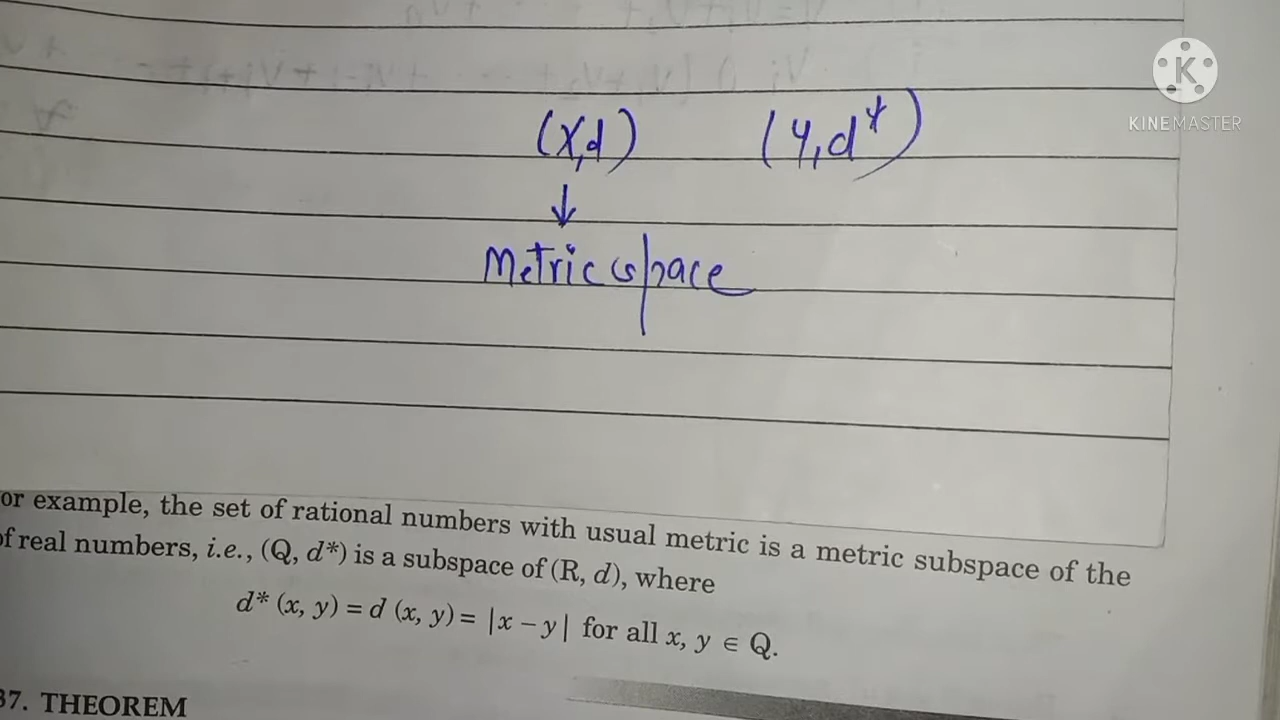 KINEMASTER
(X,d) (Y,d*)
↓
Metric space
or example, the set of rational numbers with usual metric is a metric subspace of the
of real numbers, i.e., (Q, d*) is a subspace of (R, d), where
d* (x, y) = d (x, y) = |x – y| for all x, y ∈ Q.
37. THEOREM